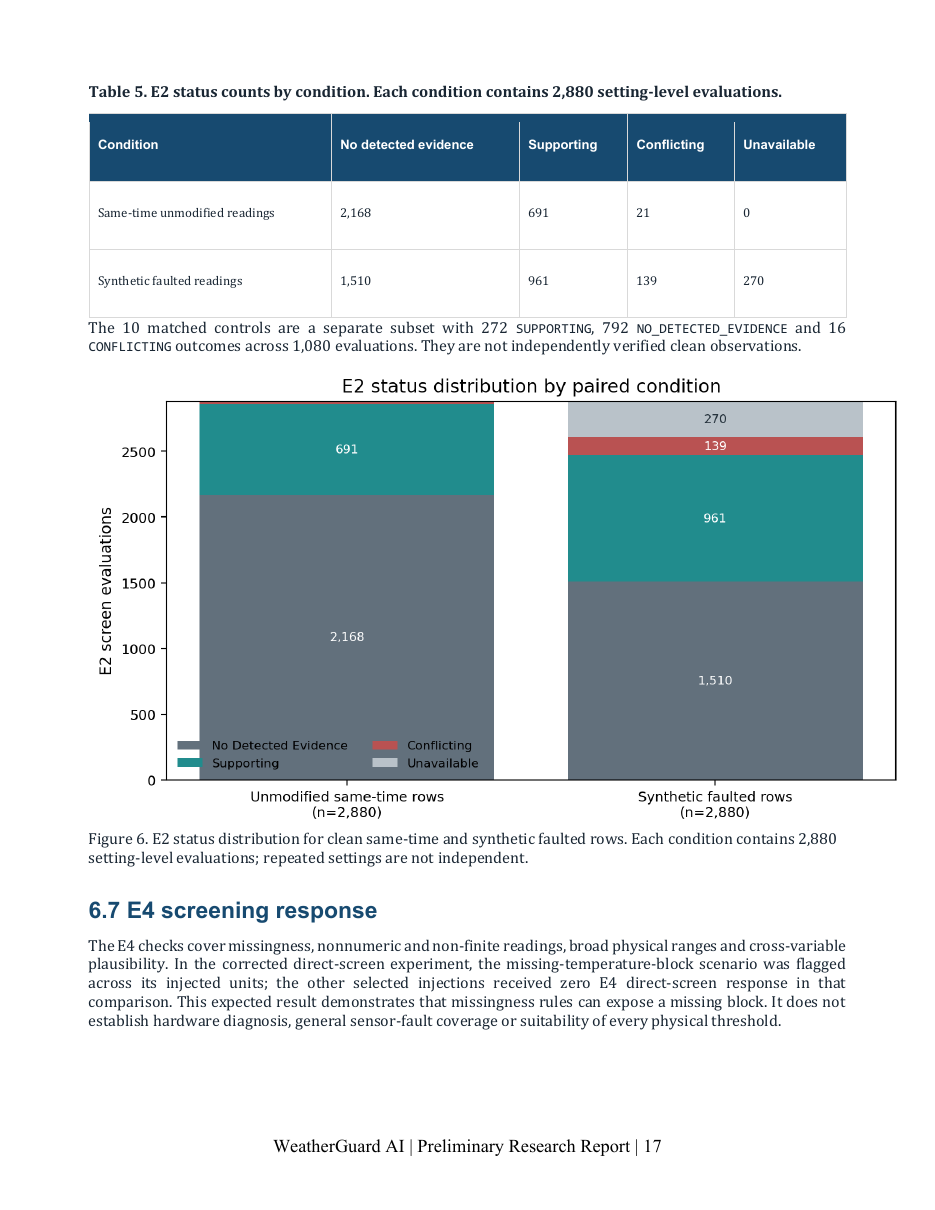 Table 5. E2 status counts by condition. Each condition contains 2,880 setting-level evaluations.
Condition No detected evidence Supporting Conflicting Unavailable
Same-time unmodified readings 2,168 691 21 0
Synthetic faulted readings 1,510 961 139 270
The 10 matched controls are a separate subset with 272 SUPPORTING, 792 NO_DETECTED_EVIDENCE and 16
CONFLICTING outcomes across 1,080 evaluations. They are not independently verified clean observations.
E2 status distribution by paired condition
E2 screen evaluations
2500
2000
1500
1000
500
0
691
2,168
270
139
961
1,510
No Detected Evidence Conflicting
Supporting Unavailable
Unmodified same-time rows Synthetic faulted rows
(n=2,880) (n=2,880)
Figure 6. E2 status distribution for clean same-time and synthetic faulted rows. Each condition contains 2,880
setting-level evaluations; repeated settings are not independent.
6.7 E4 screening response
The E4 checks cover missingness, nonnumeric and non-finite readings, broad physical ranges and cross-variable
plausibility. In the corrected direct-screen experiment, the missing-temperature-block scenario was flagged
across its injected units; the other selected injections received zero E4 direct-screen response in that
comparison. This expected result demonstrates that missingness rules can expose a missing block. It does not
establish hardware diagnosis, general sensor-fault coverage or suitability of every physical threshold.
WeatherGuard AI | Preliminary Research Report | 17